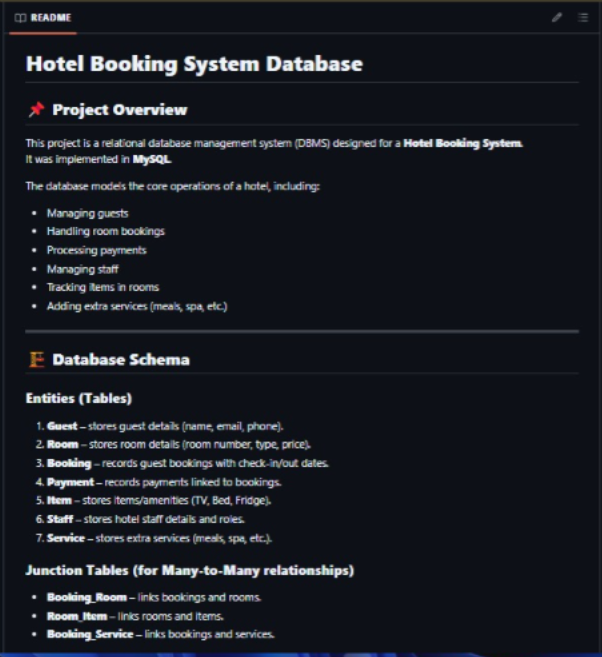 README
Hotel Booking System Database
Project Overview
This project is a relational database management system (DBMS) designed for a Hotel Booking System.
It was implemented in MySQL.
The database models the core operations of a hotel, including:
Managing guests
Handling room bookings
Processing payments
Managing staff
Tracking items in rooms
Adding extra services (meals, spa, etc.)
Database Schema
Entities (Tables)
1. Guest – stores guest details (name, email, phone).
2. Room – stores room details (room number, type, price).
3. Booking – records guest bookings with check-in/out dates.
4. Payment – records payments linked to bookings.
5. Item – stores items/amenities (TV, Bed, Fridge).
6. Staff – stores hotel staff details and roles.
7. Service – stores extra services (meals, spa, etc.).
Junction Tables (for Many-to-Many relationships)
Booking_Room – links bookings and rooms.
Room_Item – links rooms and items.
Booking_Service – links bookings and services.